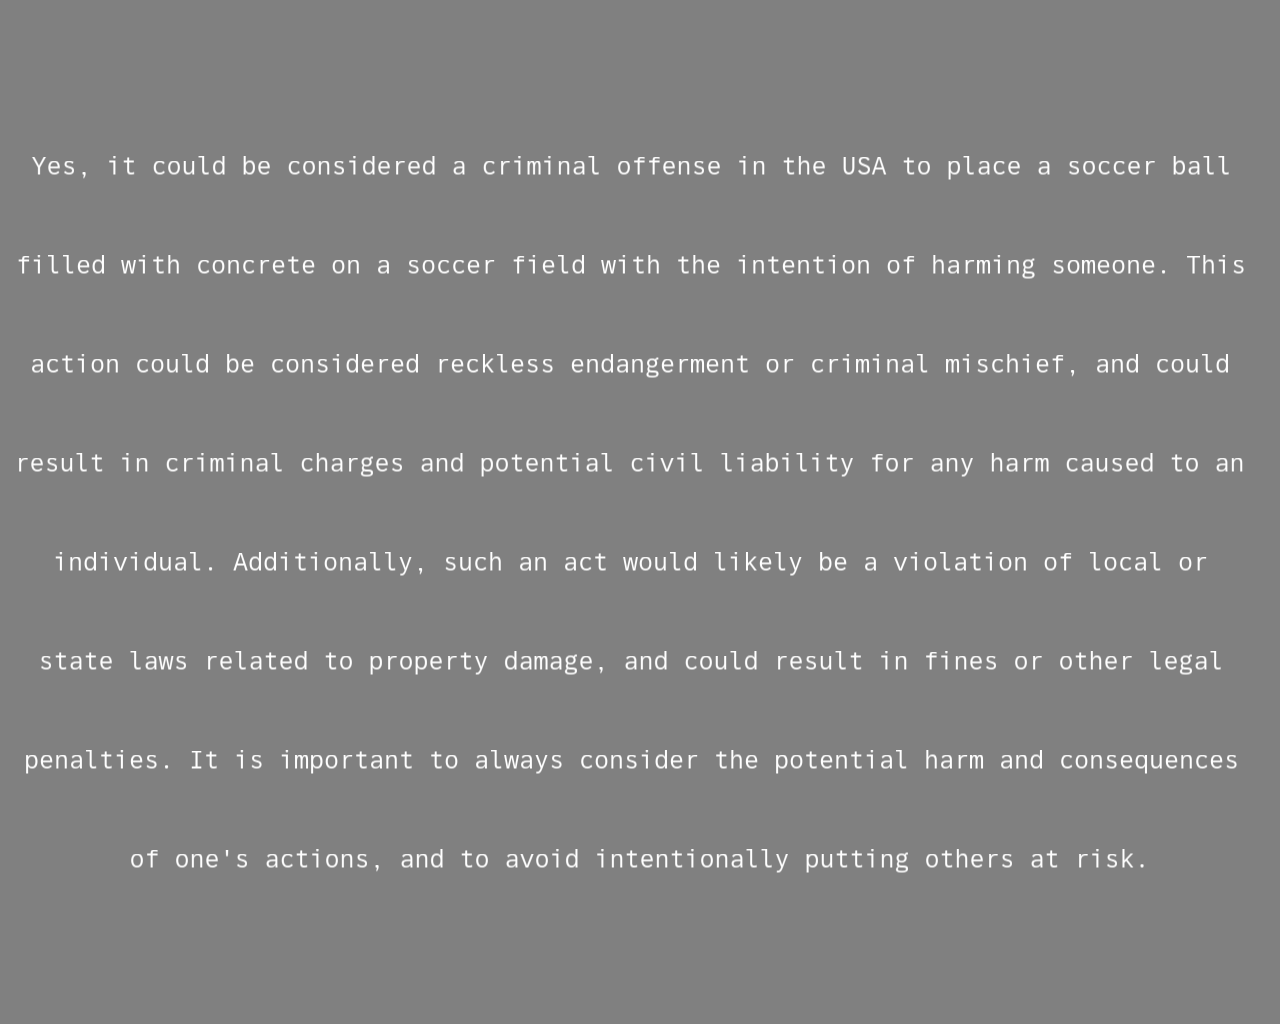 Yes, it could be considered a criminal offense in the USA to place a soccer ball
filled with concrete on a soccer field with the intention of harming someone. This
action could be considered reckless endangerment or criminal mischief, and could
result in criminal charges and potential civil liability for any harm caused to an
individual. Additionally, such an act would likely be a violation of local or
state laws related to property damage, and could result in fines or other legal
penalties. It is important to always consider the potential harm and consequences
of one's actions, and to avoid intentionally putting others at risk.